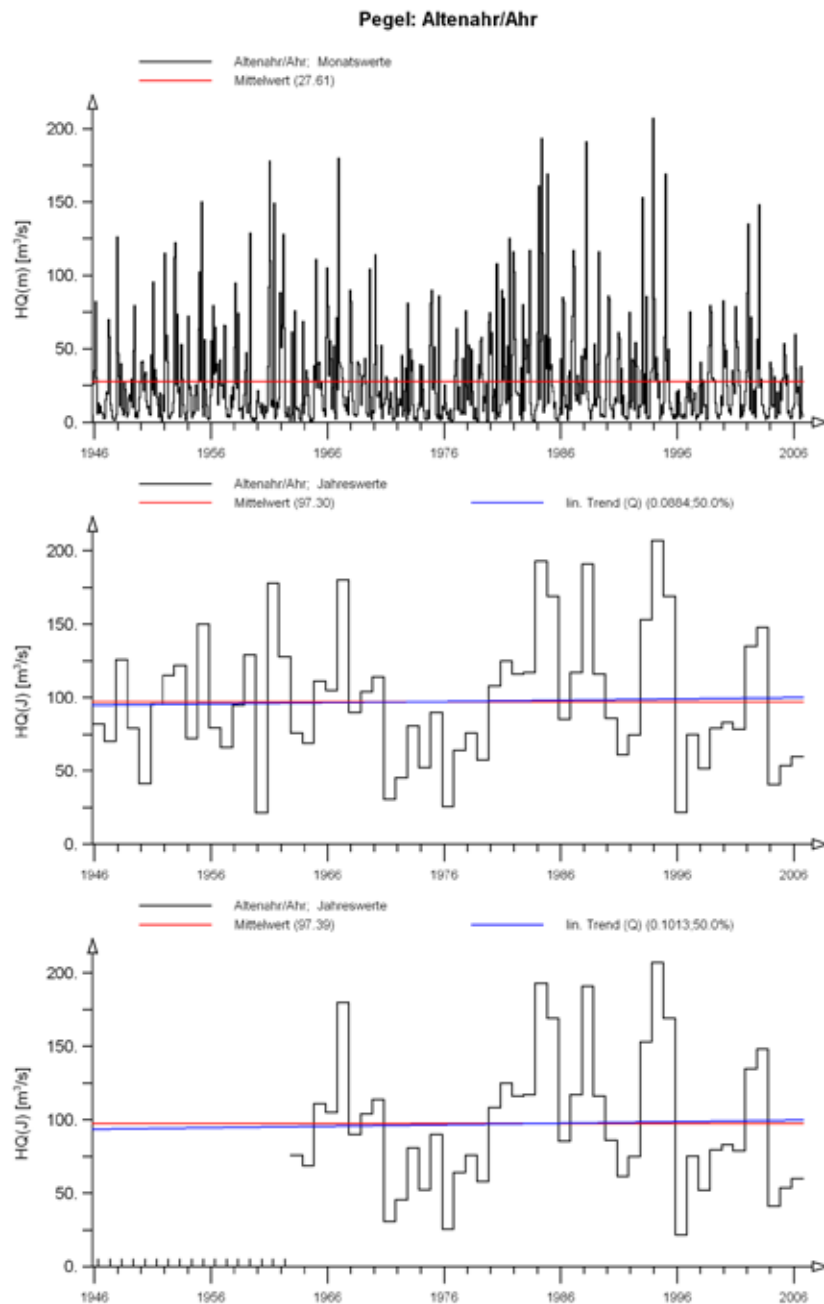 Pegel: Altenahr/Ahr
Altenahr/Ahr; Monatswerte
Mittelwert (27.61)
HQ(m) [m³/s]
200.
150.
100.
50.
0.
1946 1956 1966 1976 1986 1996 2006
Altenahr/Ahr; Jahreswerte
Mittelwert (97.30) lin. Trend (Q) (0.0884;50.0%)
HQ(J) [m³/s]
200.
150.
100.
50.
0.
1946 1956 1966 1976 1986 1996 2006
Altenahr/Ahr; Jahreswerte
Mittelwert (97.39) lin. Trend (Q) (0.1013;50.0%)
HQ(J) [m³/s]
200.
150.
100.
50.
0.
1946 1956 1966 1976 1986 1996 2006